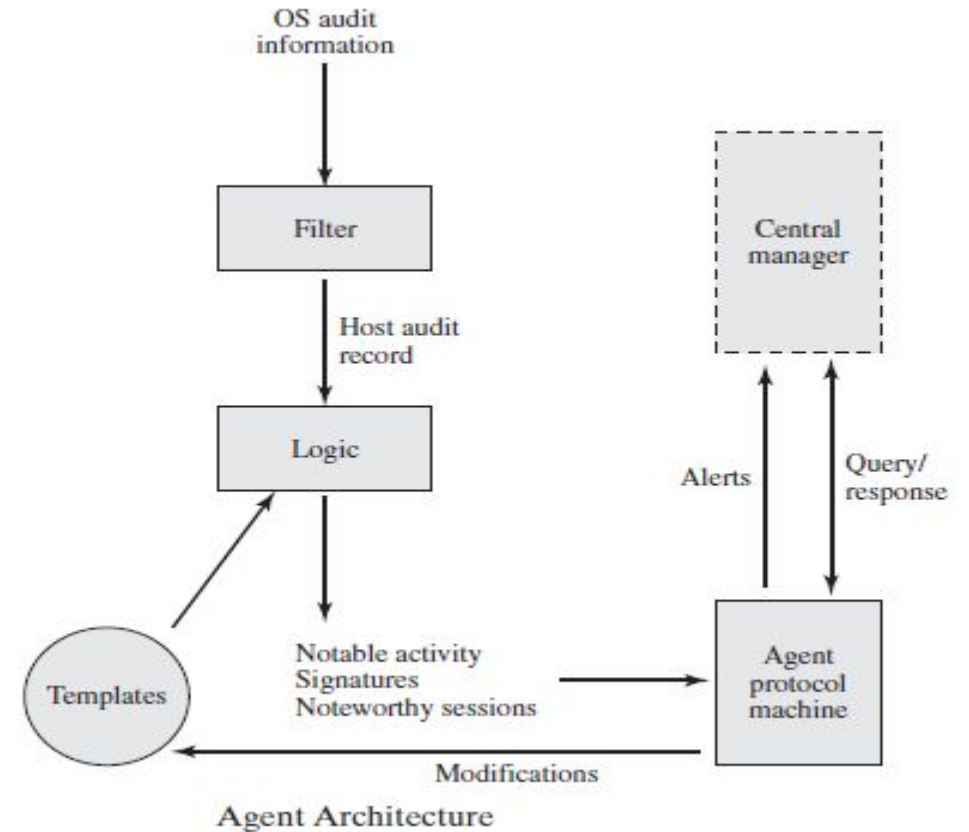 OS audit
information
Filter
Central
manager
Host audit
record
Logic
Alerts
Query/
response
Notable activity
Signatures
Noteworthy sessions
Agent
protocol
machine
Templates
Modifications
Agent Architecture